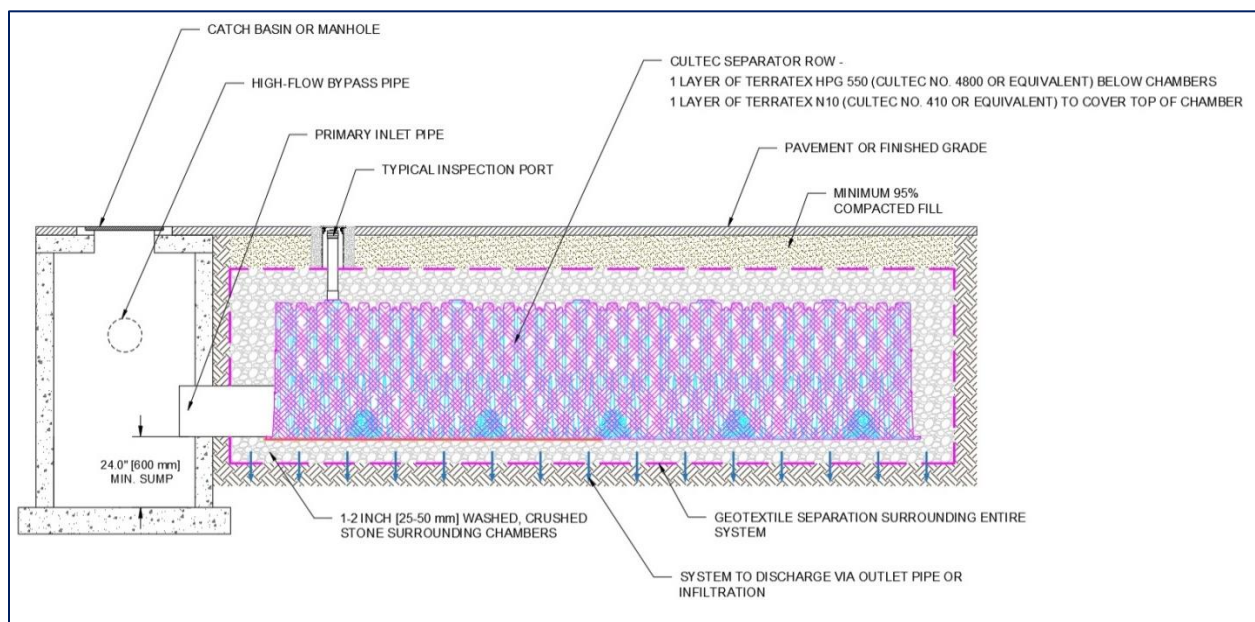 CATCH BASIN OR MANHOLE
HIGH-FLOW BYPASS PIPE
PRIMARY INLET PIPE
TYPICAL INSPECTION PORT
CULTEC SEPARATOR ROW -
1 LAYER OF TERRATEX HPG 550 (CULTEC NO. 4800 OR EQUIVALENT) BELOW CHAMBERS
1 LAYER OF TERRATEX N10 (CULTEC NO. 410 OR EQUIVALENT) TO COVER TOP OF CHAMBER
PAVEMENT OR FINISHED GRADE
MINIMUM 95%
COMPACTED FILL
24.0" [600 mm]
MIN. SUMP
1-2 INCH [25-50 mm] WASHED, CRUSHED
STONE SURROUNDING CHAMBERS
GEOTEXTILE SEPARATION SURROUNDING ENTIRE
SYSTEM
SYSTEM TO DISCHARGE VIA OUTLET PIPE OR
INFILTRATION